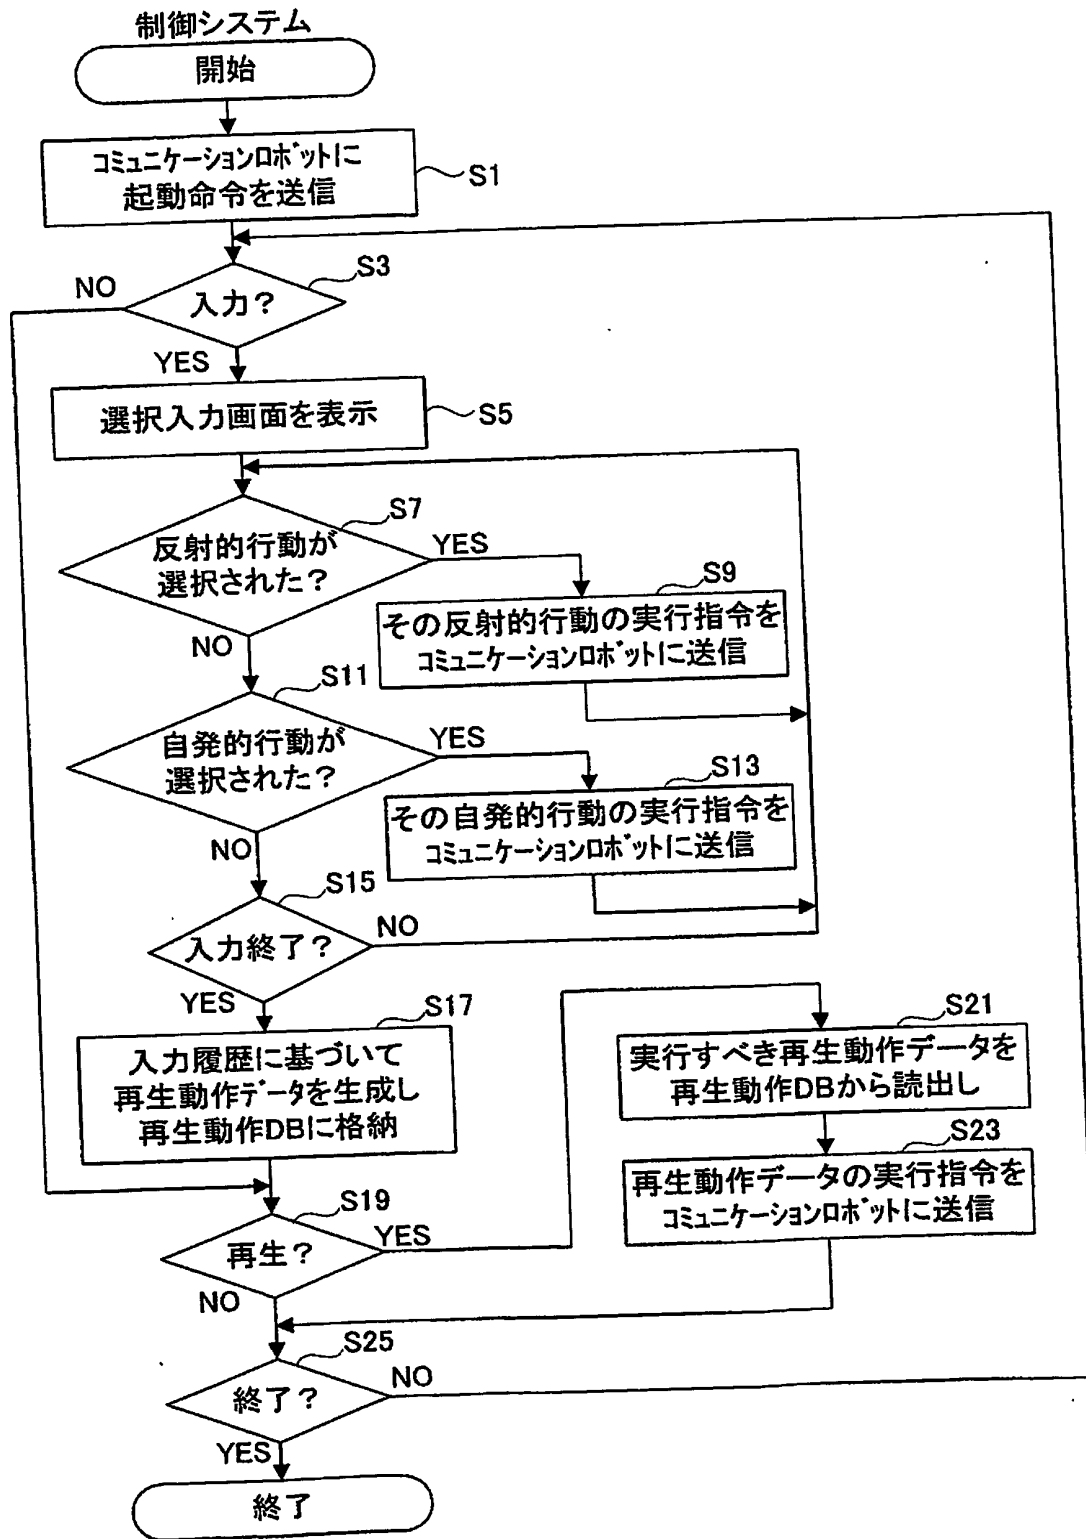 制御システム
開始
コミュニケーションロボットに
起動命令を送信
S1
S3
NO
入力?
YES
選択入力画面を表示
S5
S7
反射的行動が
選択された?
YES
S9
その反射的行動の実行指令を
コミュニケーションロボットに送信
NO
S11
自発的行動が
選択された?
YES
S13
その自発的行動の実行指令を
コミュニケーションロボットに送信
NO
S15
入力終了?
NO
YES
S17
入力履歴に基づいて
再生動作データを生成し
再生動作DBに格納
S21
実行すべき再生動作データを
再生動作DBから読出し
S23
再生動作データの実行指令を
コミュニケーションロボットに送信
S19
再生?
YES
NO
S25
終了?
NO
YES
終了